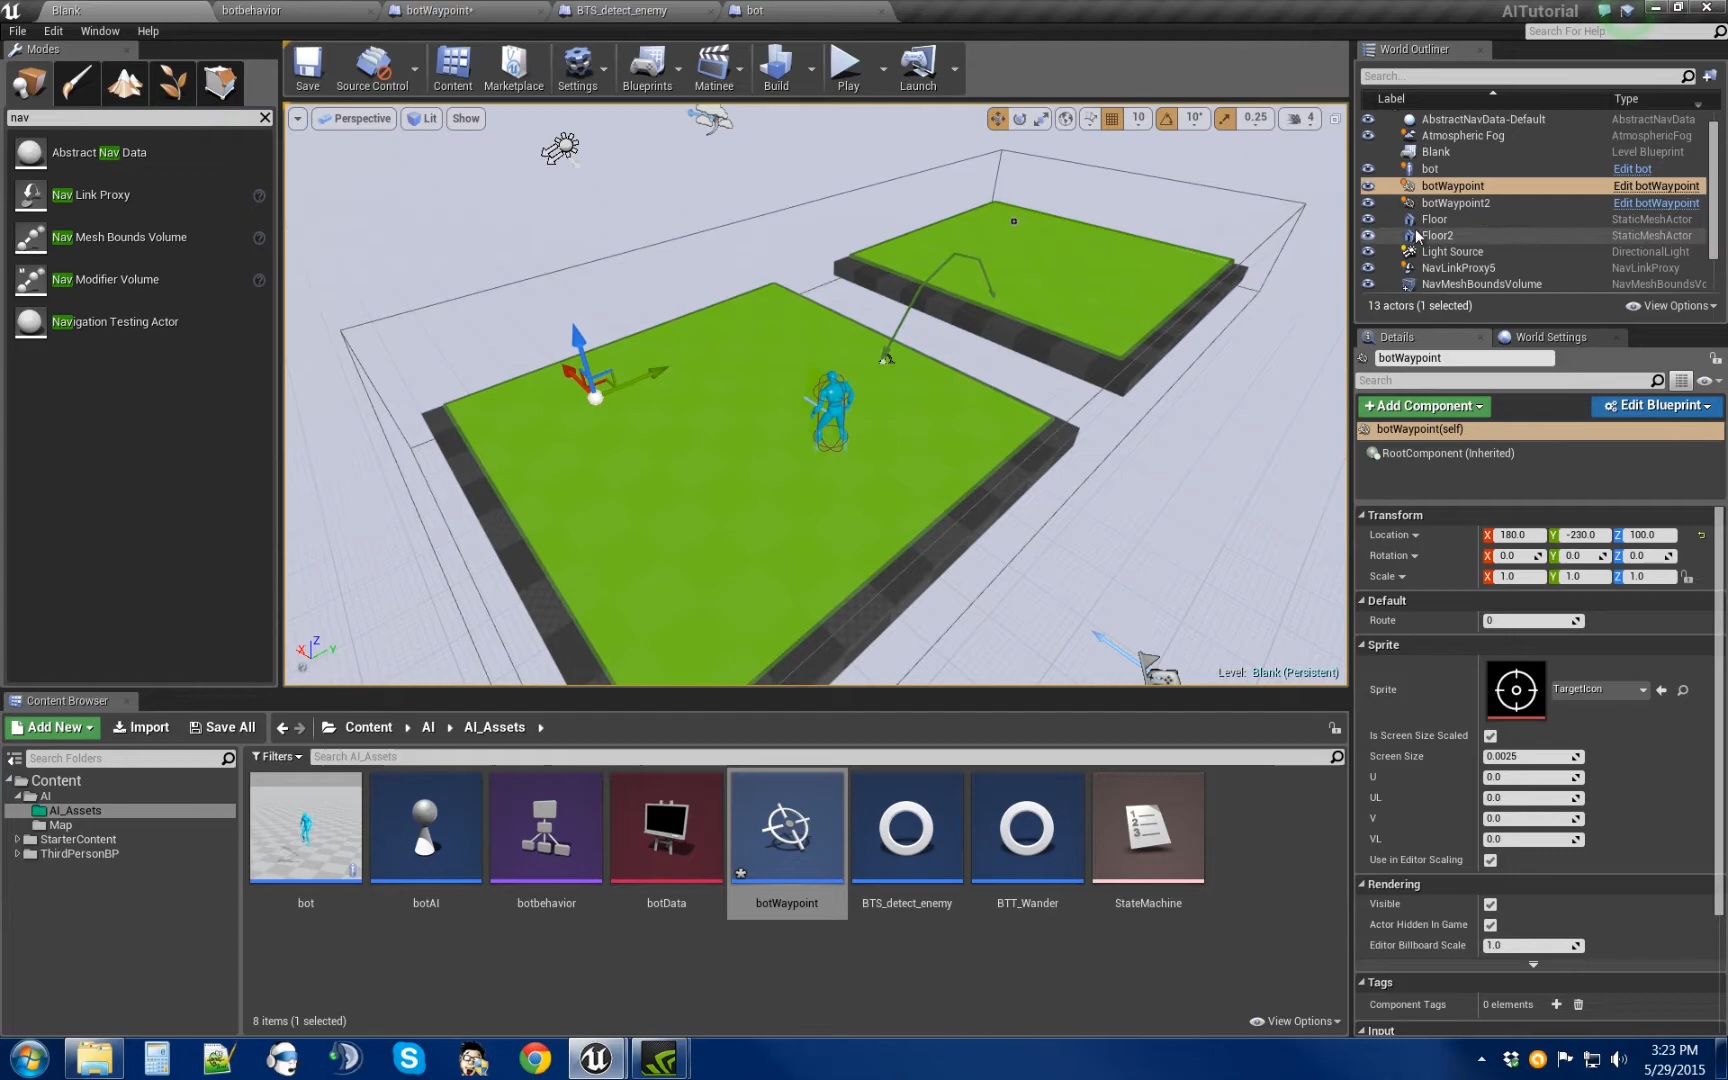 Blank
botbehavior
botWaypoint*
BTS_detect_enemy
bot
AITutorial
File
Edit
Window
Help
Search For Help
Modes
nav
Abstract Nav Data
Nav Link Proxy
Nav Mesh Bounds Volume
Nav Modifier Volume
Navigation Testing Actor
Save
Source Control
Content
Marketplace
Settings
Blueprints
Matinee
Build
Play
Launch
Perspective
Lit
Show
10
10°
0.25
4
Z
X
Y
Level: Blank (Persistent)
World Outliner
Search...
Label
Type
AbstractNavData-Default
AbstractNavData
Atmospheric Fog
AtmosphericFog
Blank
Level Blueprint
bot
Edit bot
botWaypoint
Edit botWaypoint
botWaypoint2
Edit botWaypoint
Floor
StaticMeshActor
Floor2
StaticMeshActor
Light Source
DirectionalLight
NavLinkProxy5
NavLinkProxy
NavMeshBoundsVolume
NavMeshBoundsVc
13 actors (1 selected)
View Options
Details
World Settings
botWaypoint
Search
+Add Component
Edit Blueprint
botWaypoint(self)
RootComponent (Inherited)
Transform
Location
X 180.0
Y -230.0
Z 100.0
Rotation
X 0.0
Y 0.0
Z 0.0
Scale
X 1.0
Y 1.0
Z 1.0
Default
Route
0
Sprite
Sprite
TargetIcon
Is Screen Size Scaled
Screen Size
0.0025
U
0.0
UL
0.0
V
0.0
VL
0.0
Use in Editor Scaling
Rendering
Visible
Actor Hidden In Game
Editor Billboard Scale
1.0
Tags
Component Tags
0 elements
Input
Content Browser
Add New
Import
Save All
Content
AI
AI_Assets
Search Folders
Filters
Search AI_Assets
Content
AI
AI_Assets
Map
StarterContent
ThirdPersonBP
bot
botAI
botbehavior
botData
botWaypoint
BTS_detect_enemy
BTT_Wander
StateMachine
8 items (1 selected)
View Options
3:23 PM
5/29/2015